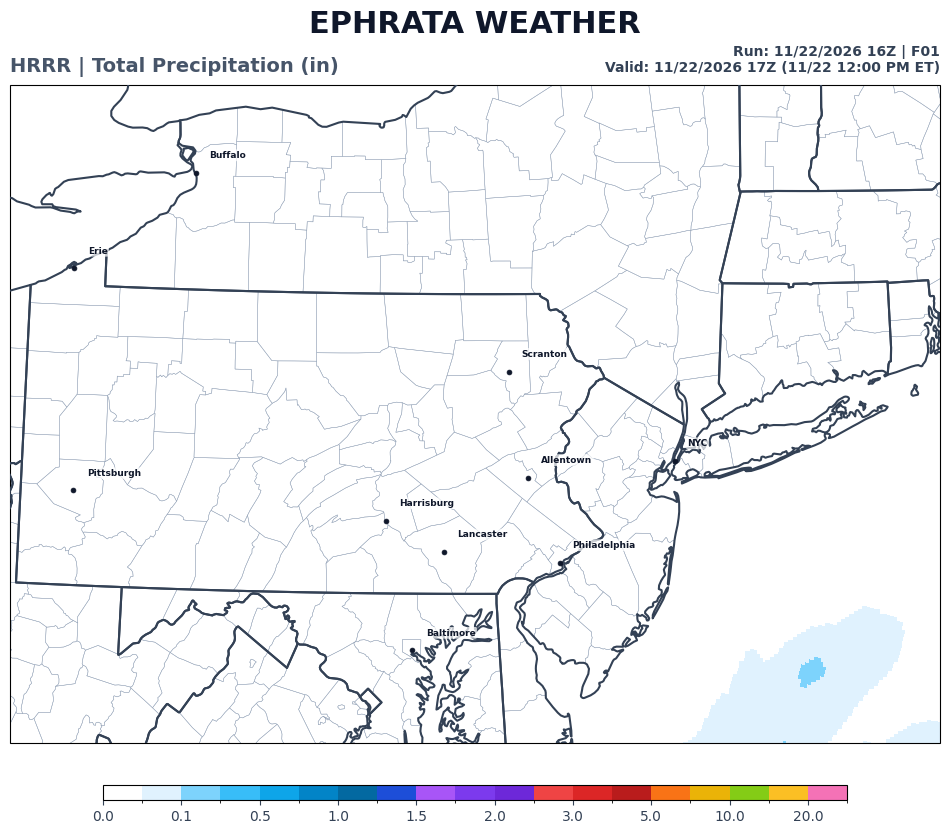 EPHRATA WEATHER
HRRR | Total Precipitation (in)
Run: 11/22/2026 16Z | F01
Valid: 11/22/2026 17Z (11/22 12:00 PM ET)
Buffalo
Erie
Scranton
NYC
Allentown
Pittsburgh
Harrisburg
Lancaster
Philadelphia
Baltimore
0.0 0.1 0.5 1.0 1.5 2.0 3.0 5.0 10.0 20.0